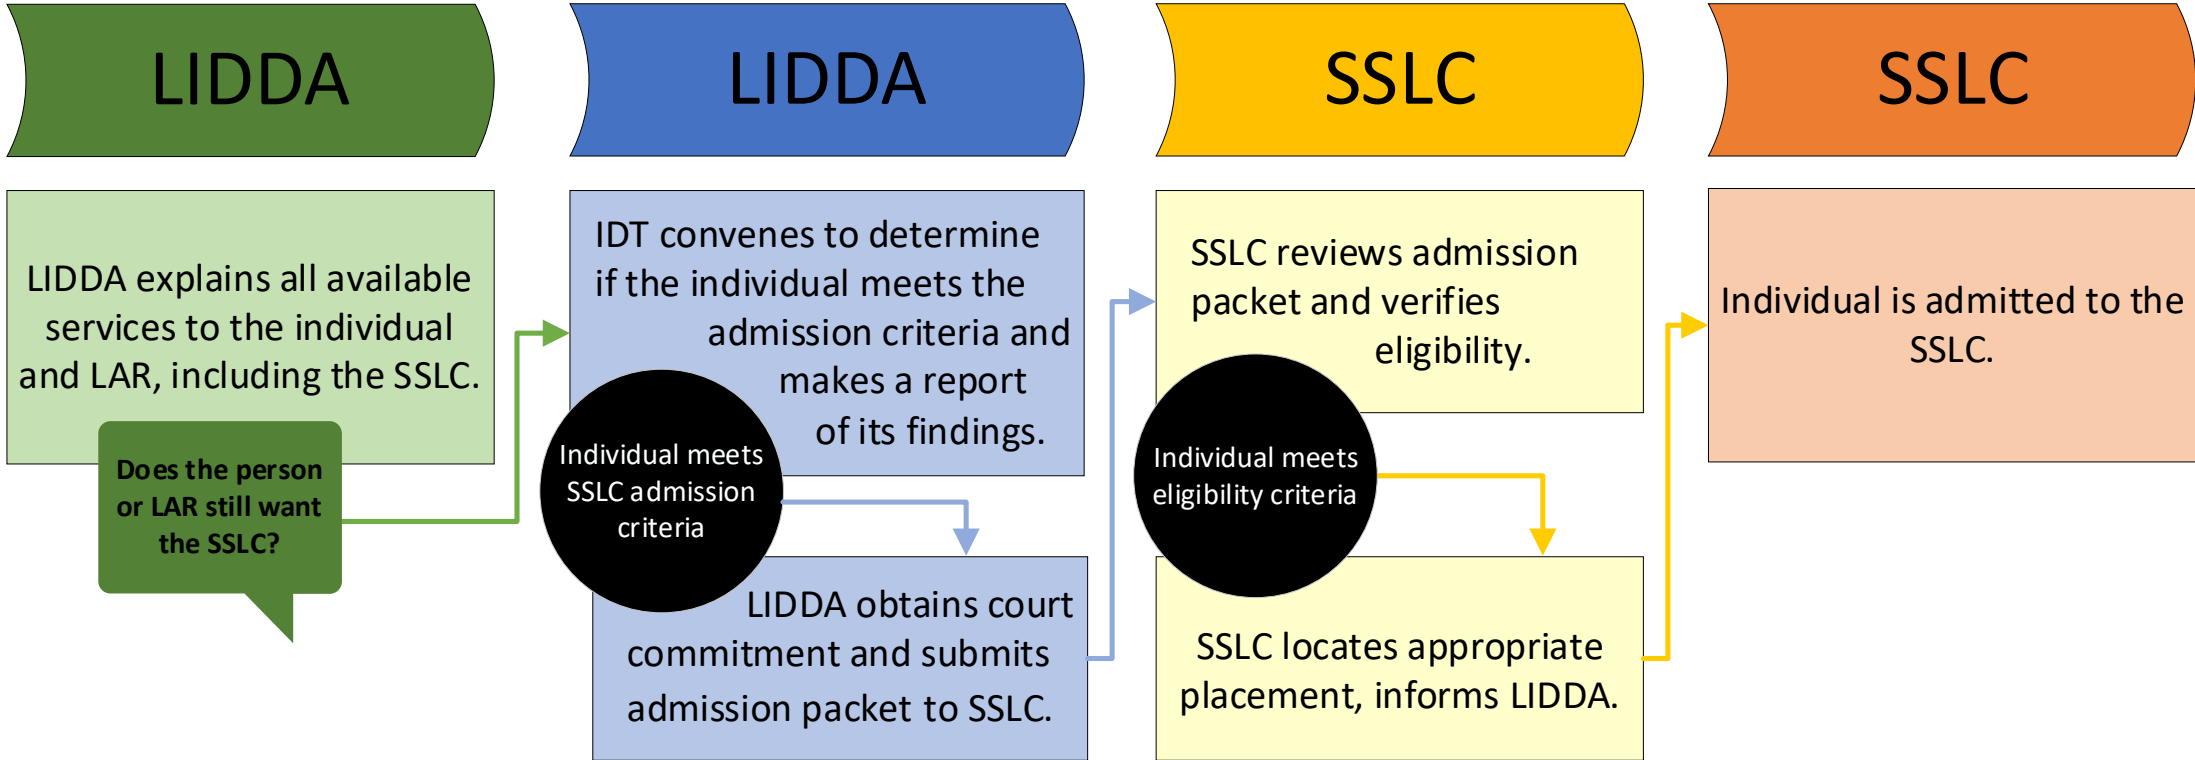 LIDDA
LIDDA explains all available
services to the individual
and LAR, including the SSLC.
Does the person
or LAR still want
the SSLC?
LIDDA
IDT convenes to determine
if the individual meets the
admission criteria and
makes a report
of its findings.
Individual meets
SSLC admission
criteria
LIDDA obtains court
commitment and submits
admission packet to SSLC.
SSLC
SSLC reviews admission
packet and verifies
eligibility.
Individual meets
eligibility criteria
SSLC locates appropriate
placement, informs LIDDA.
SSLC
Individual is admitted to the
SSLC.